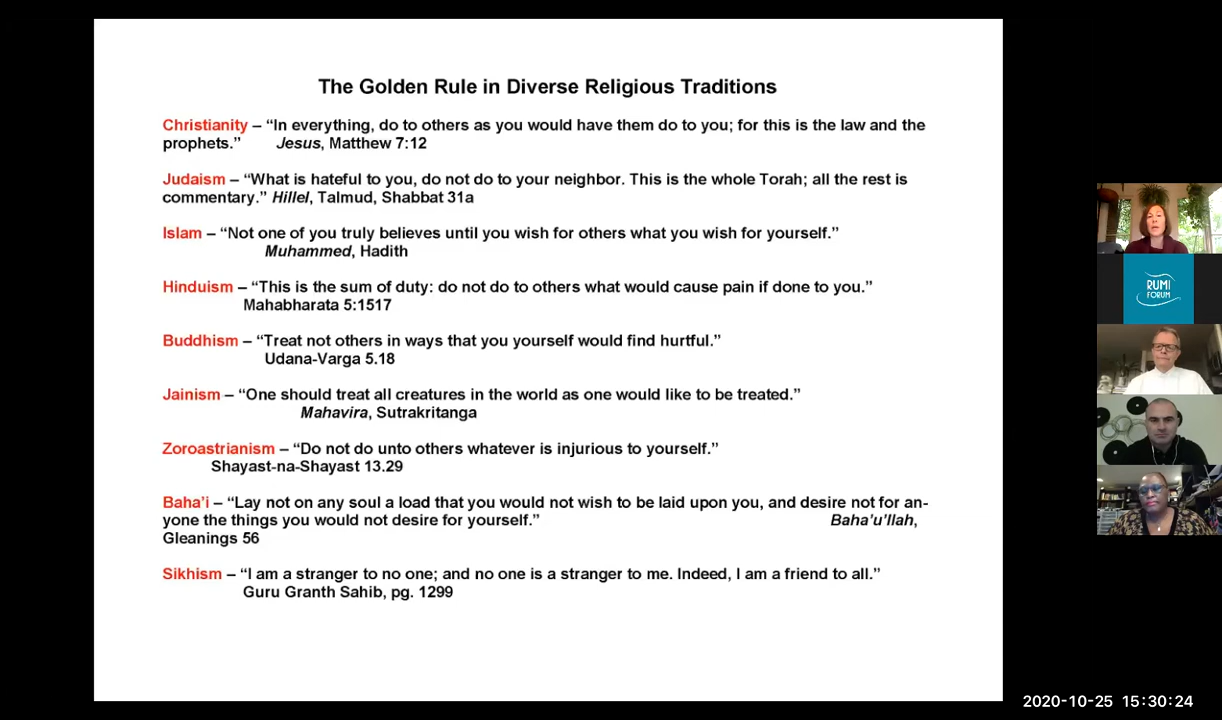 The Golden Rule in Diverse Religious Traditions
Christianity – “In everything, do to others as you would have them do to you; for this is the law and the
prophets.” Jesus, Matthew 7:12
Judaism – “What is hateful to you, do not do to your neighbor. This is the whole Torah; all the rest is
commentary.” Hillel, Talmud, Shabbat 31a
Islam – “Not one of you truly believes until you wish for others what you wish for yourself.”
Muhammed, Hadith
Hinduism – “This is the sum of duty: do not do to others what would cause pain if done to you.”
Mahabharata 5:1517
Buddhism – “Treat not others in ways that you yourself would find hurtful.”
Udana-Varga 5.18
Jainism – “One should treat all creatures in the world as one would like to be treated.”
Mahavira, Sutrakritanga
Zoroastrianism – “Do not do unto others whatever is injurious to yourself.”
Shayast-na-Shayast 13.29
Baha’i – “Lay not on any soul a load that you would not wish to be laid upon you, and desire not for an-
yone the things you would not desire for yourself.” Baha’u’llah,
Gleanings 56
Sikhism – “I am a stranger to no one; and no one is a stranger to me. Indeed, I am a friend to all.”
Guru Granth Sahib, pg. 1299
RUMI
FORUM
2020-10-25 15:30:24